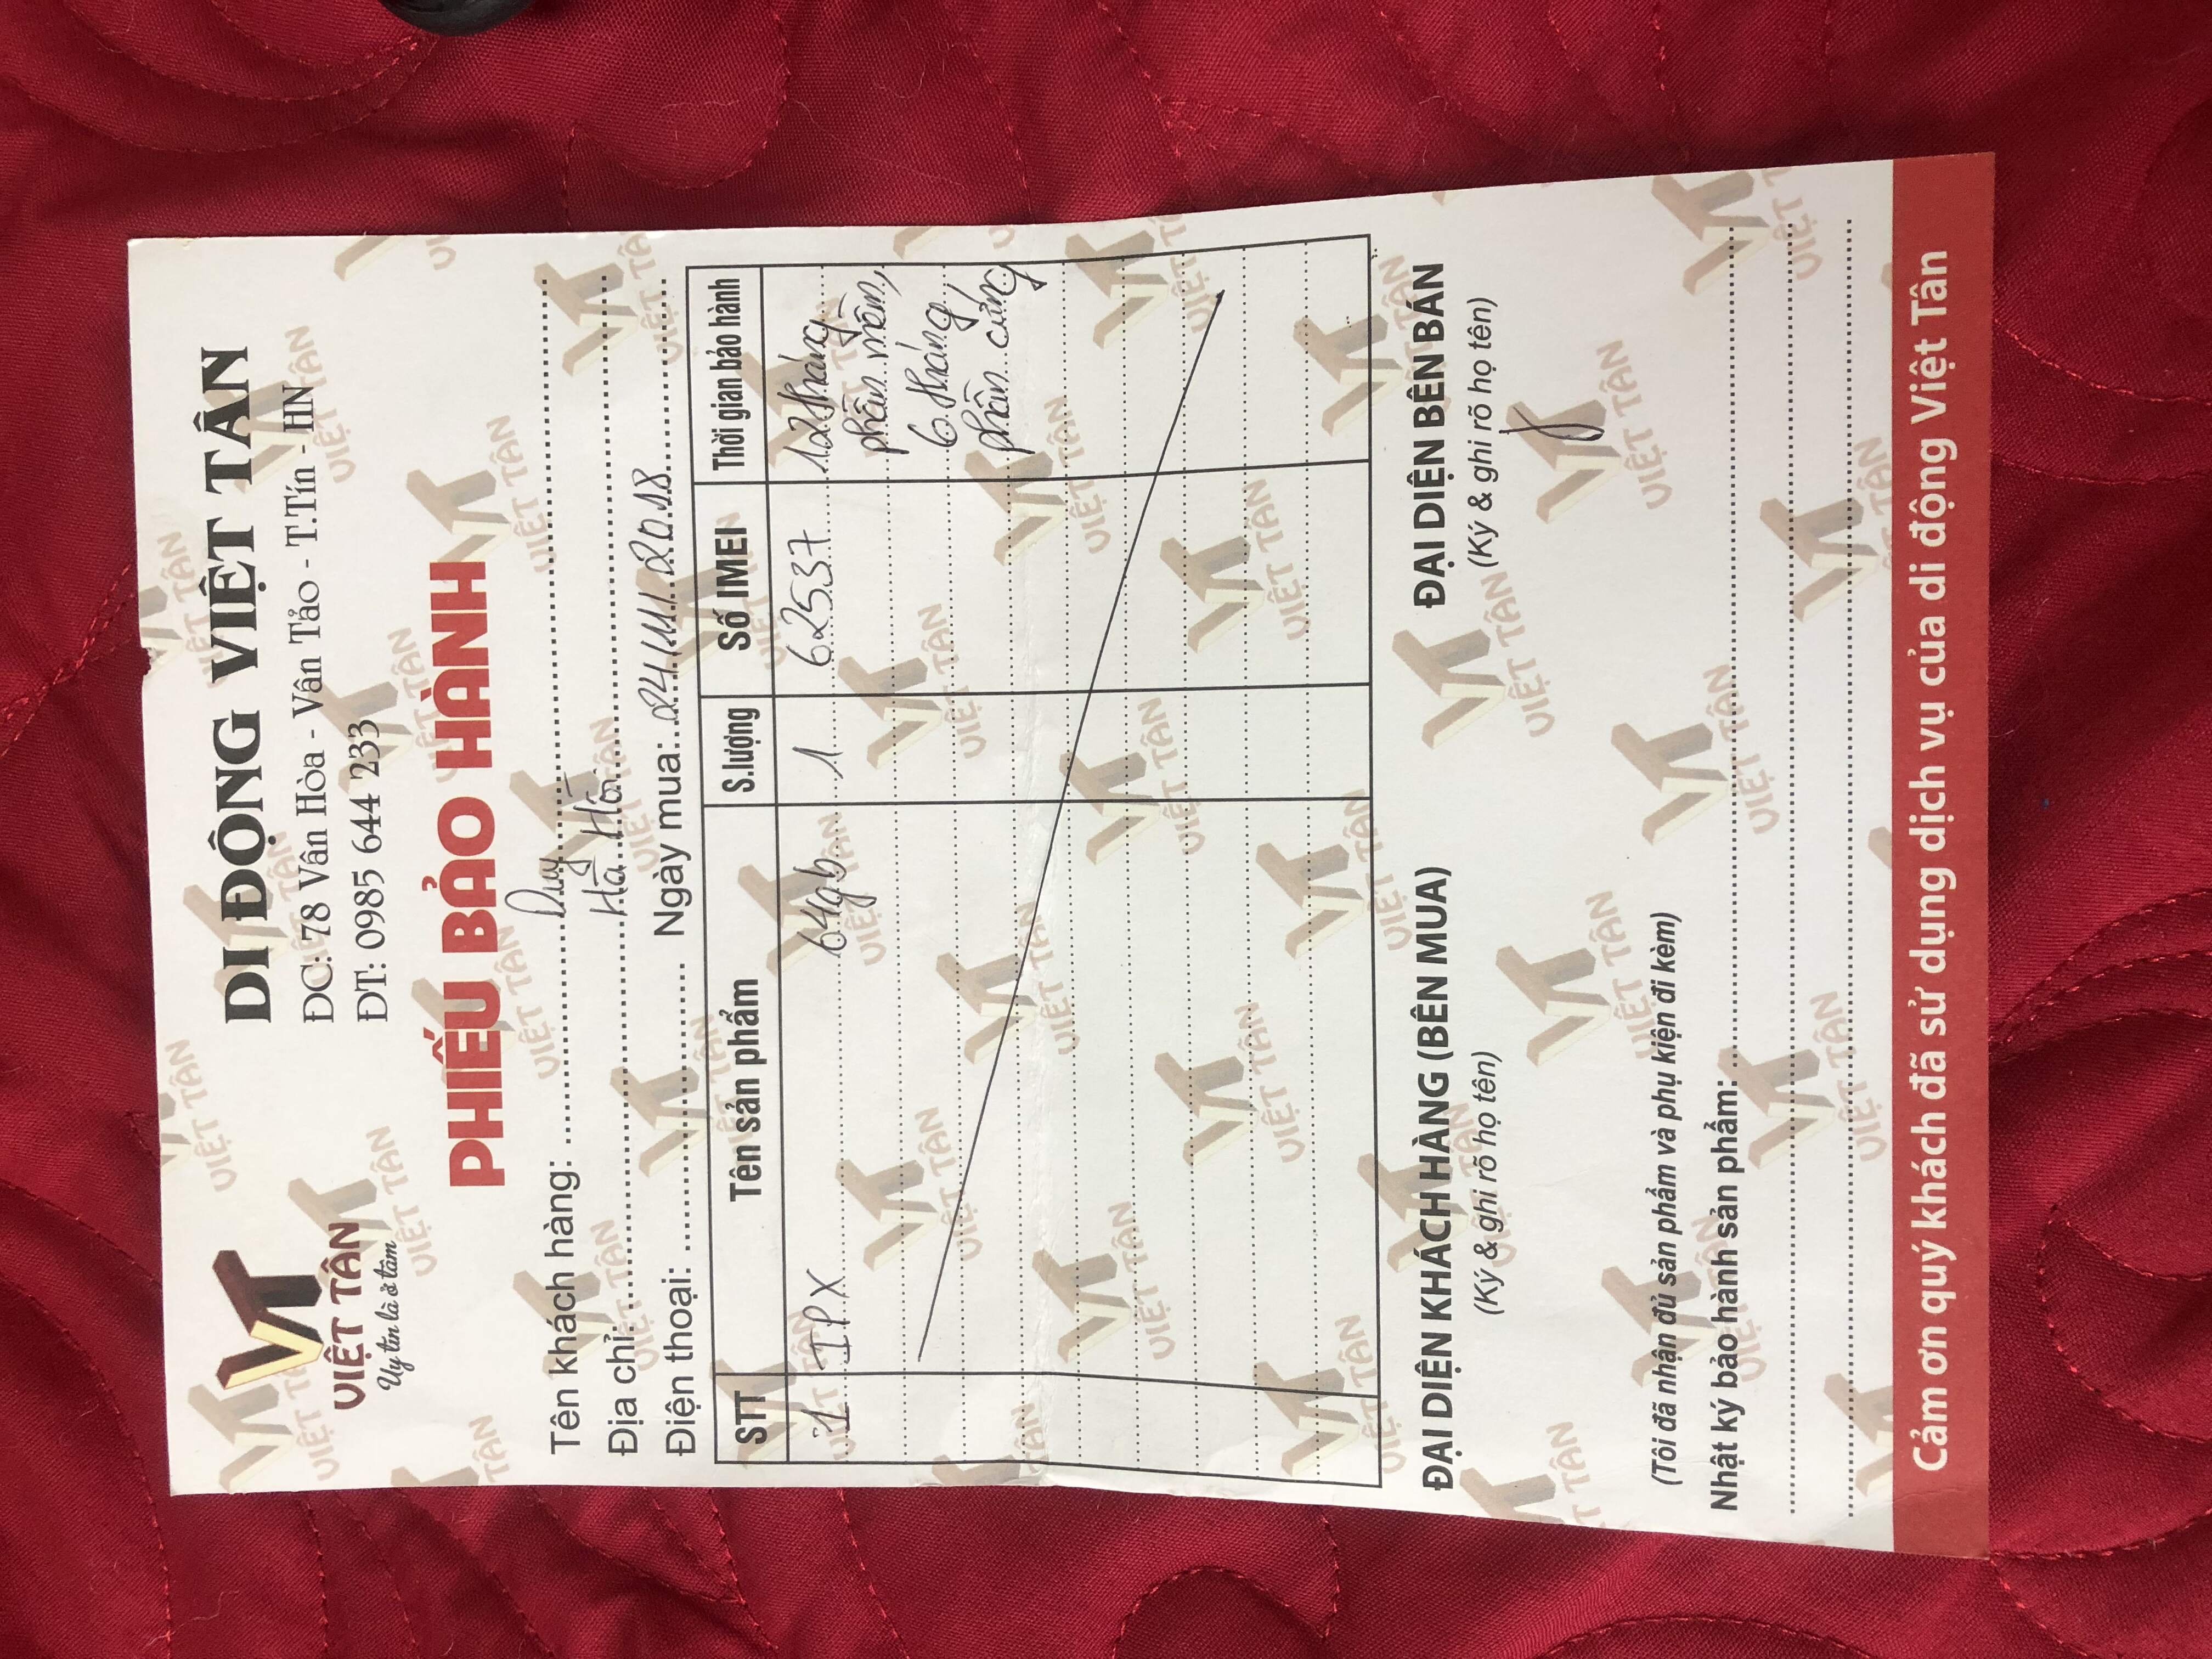 VIỆT TÂN
Uy tín là ở tâm
DI ĐỘNG VIỆT TÂN
ĐC: 78 Vân Hòa - Vân Tảo - T.Tín - HN
ĐT: 0985 644 233
PHIẾU BẢO HÀNH
Tên khách hàng: Duy
Địa chỉ: Hà Hồi
Điện thoại: Ngày mua: 24/11/2018
STT Tên sản phẩm S.lượng Số IMEI Thời gian bảo hành
1 IPX 64gb 1 62537 12 tháng
phần mềm,
6 tháng
phần cứng
ĐẠI DIỆN KHÁCH HÀNG (BÊN MUA) ĐẠI DIỆN BÊN BÁN
(Ký & ghi rõ họ tên) (Ký & ghi rõ họ tên)
(Tôi đã nhận đủ sản phẩm và phụ kiện đi kèm)
Nhật ký bảo hành sản phẩm:
Cảm ơn quý khách đã sử dụng dịch vụ của di động Việt Tân